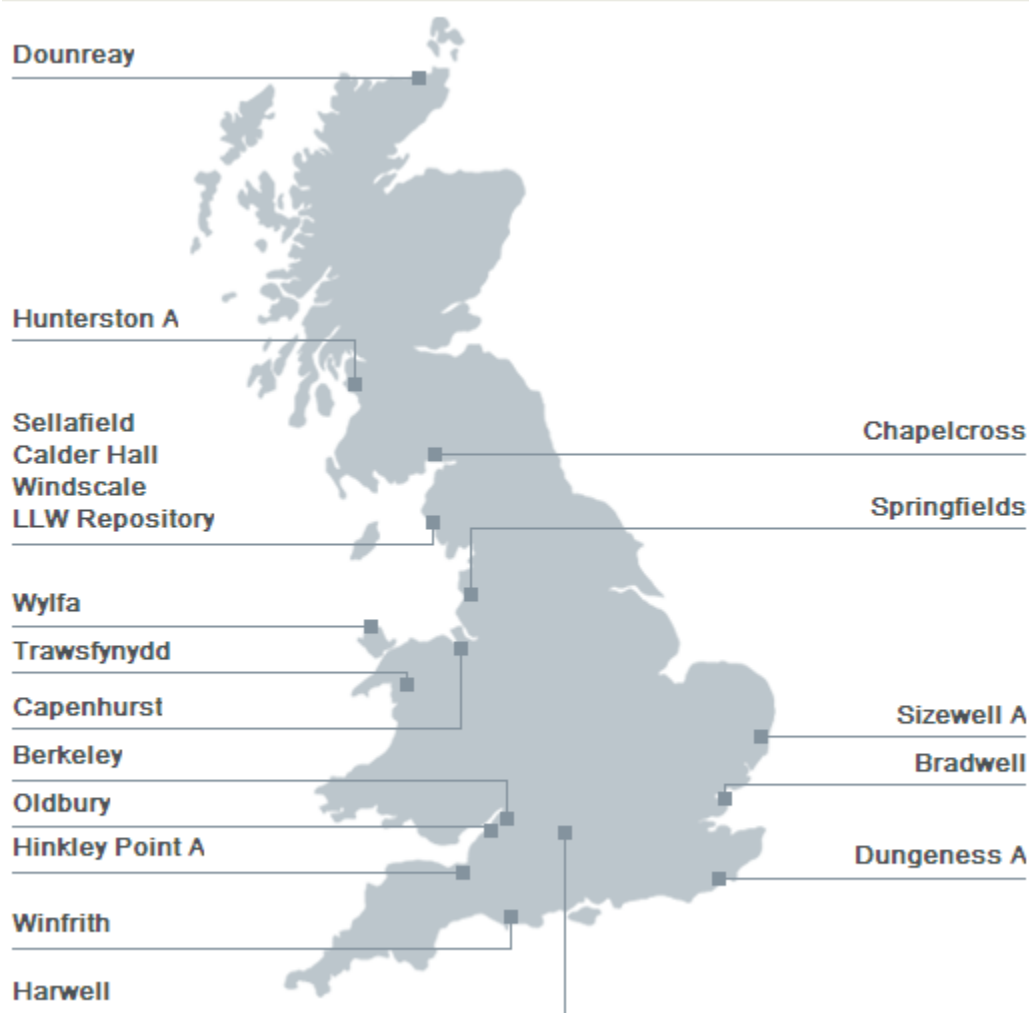 Dounreay
Hunterston A
Sellafield
Calder Hall
Windscale
LLW Repository
Chapelcross
Springfields
Wylfa
Trawsfynydd
Capenhurst
Sizewell A
Berkeley
Bradwell
Oldbury
Hinkley Point A
Dungeness A
Winfrith
Harwell